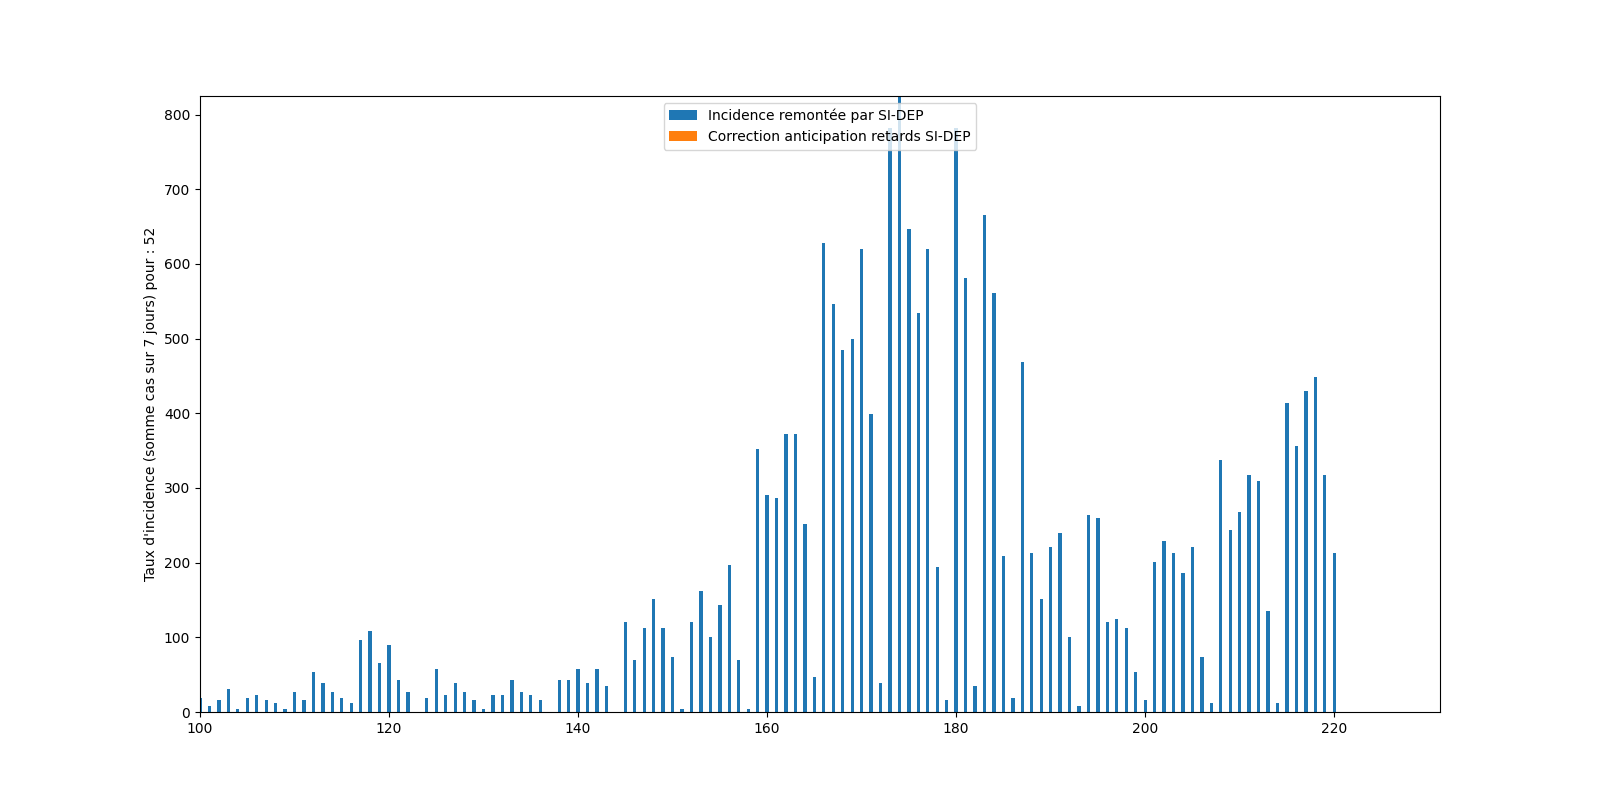 Incidence remontée par SI-DEP
Correction anticipation retards SI-DEP
Taux d'incidence (somme cas sur 7 jours) pour : 52
800
700
600
500
400
300
200
100
0
100 120 140 160 180 200 220